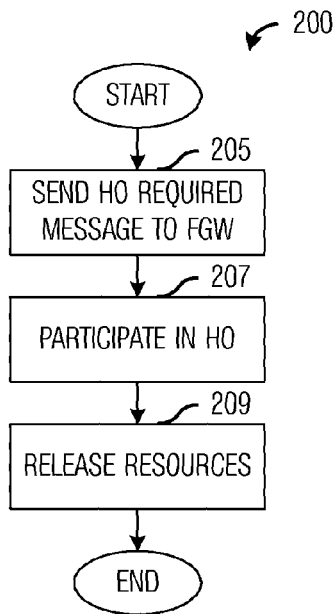 200
START
205
SEND HO REQUIRED
MESSAGE TO FGW
207
PARTICIPATE IN HO
209
RELEASE RESOURCES
END